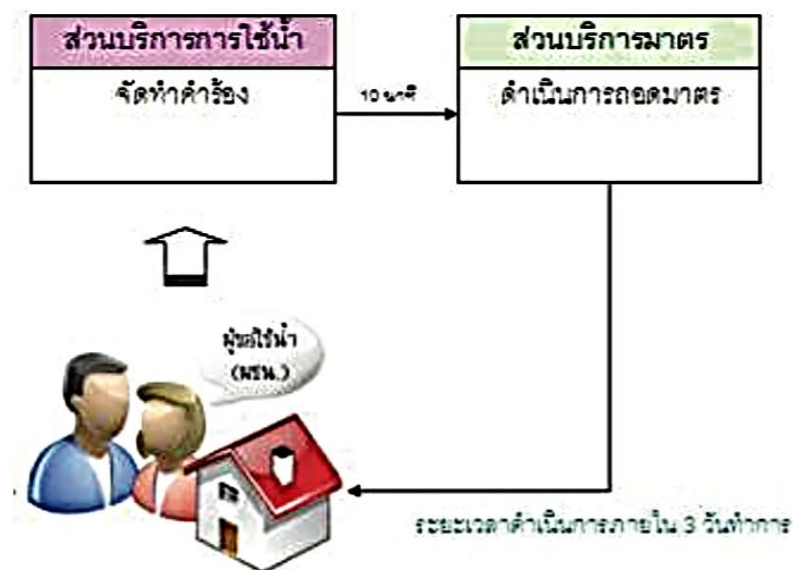 ส่วนบริการการใช้น้ำ
จัดทำคำร้อง
10 นาที
ส่วนบริการมาตร
ดำเนินการถอดมาตร
ผู้ขอใช้น้ำ
(ผชน.)
ระยะเวลาดำเนินการภายใน 3 วันทำการ